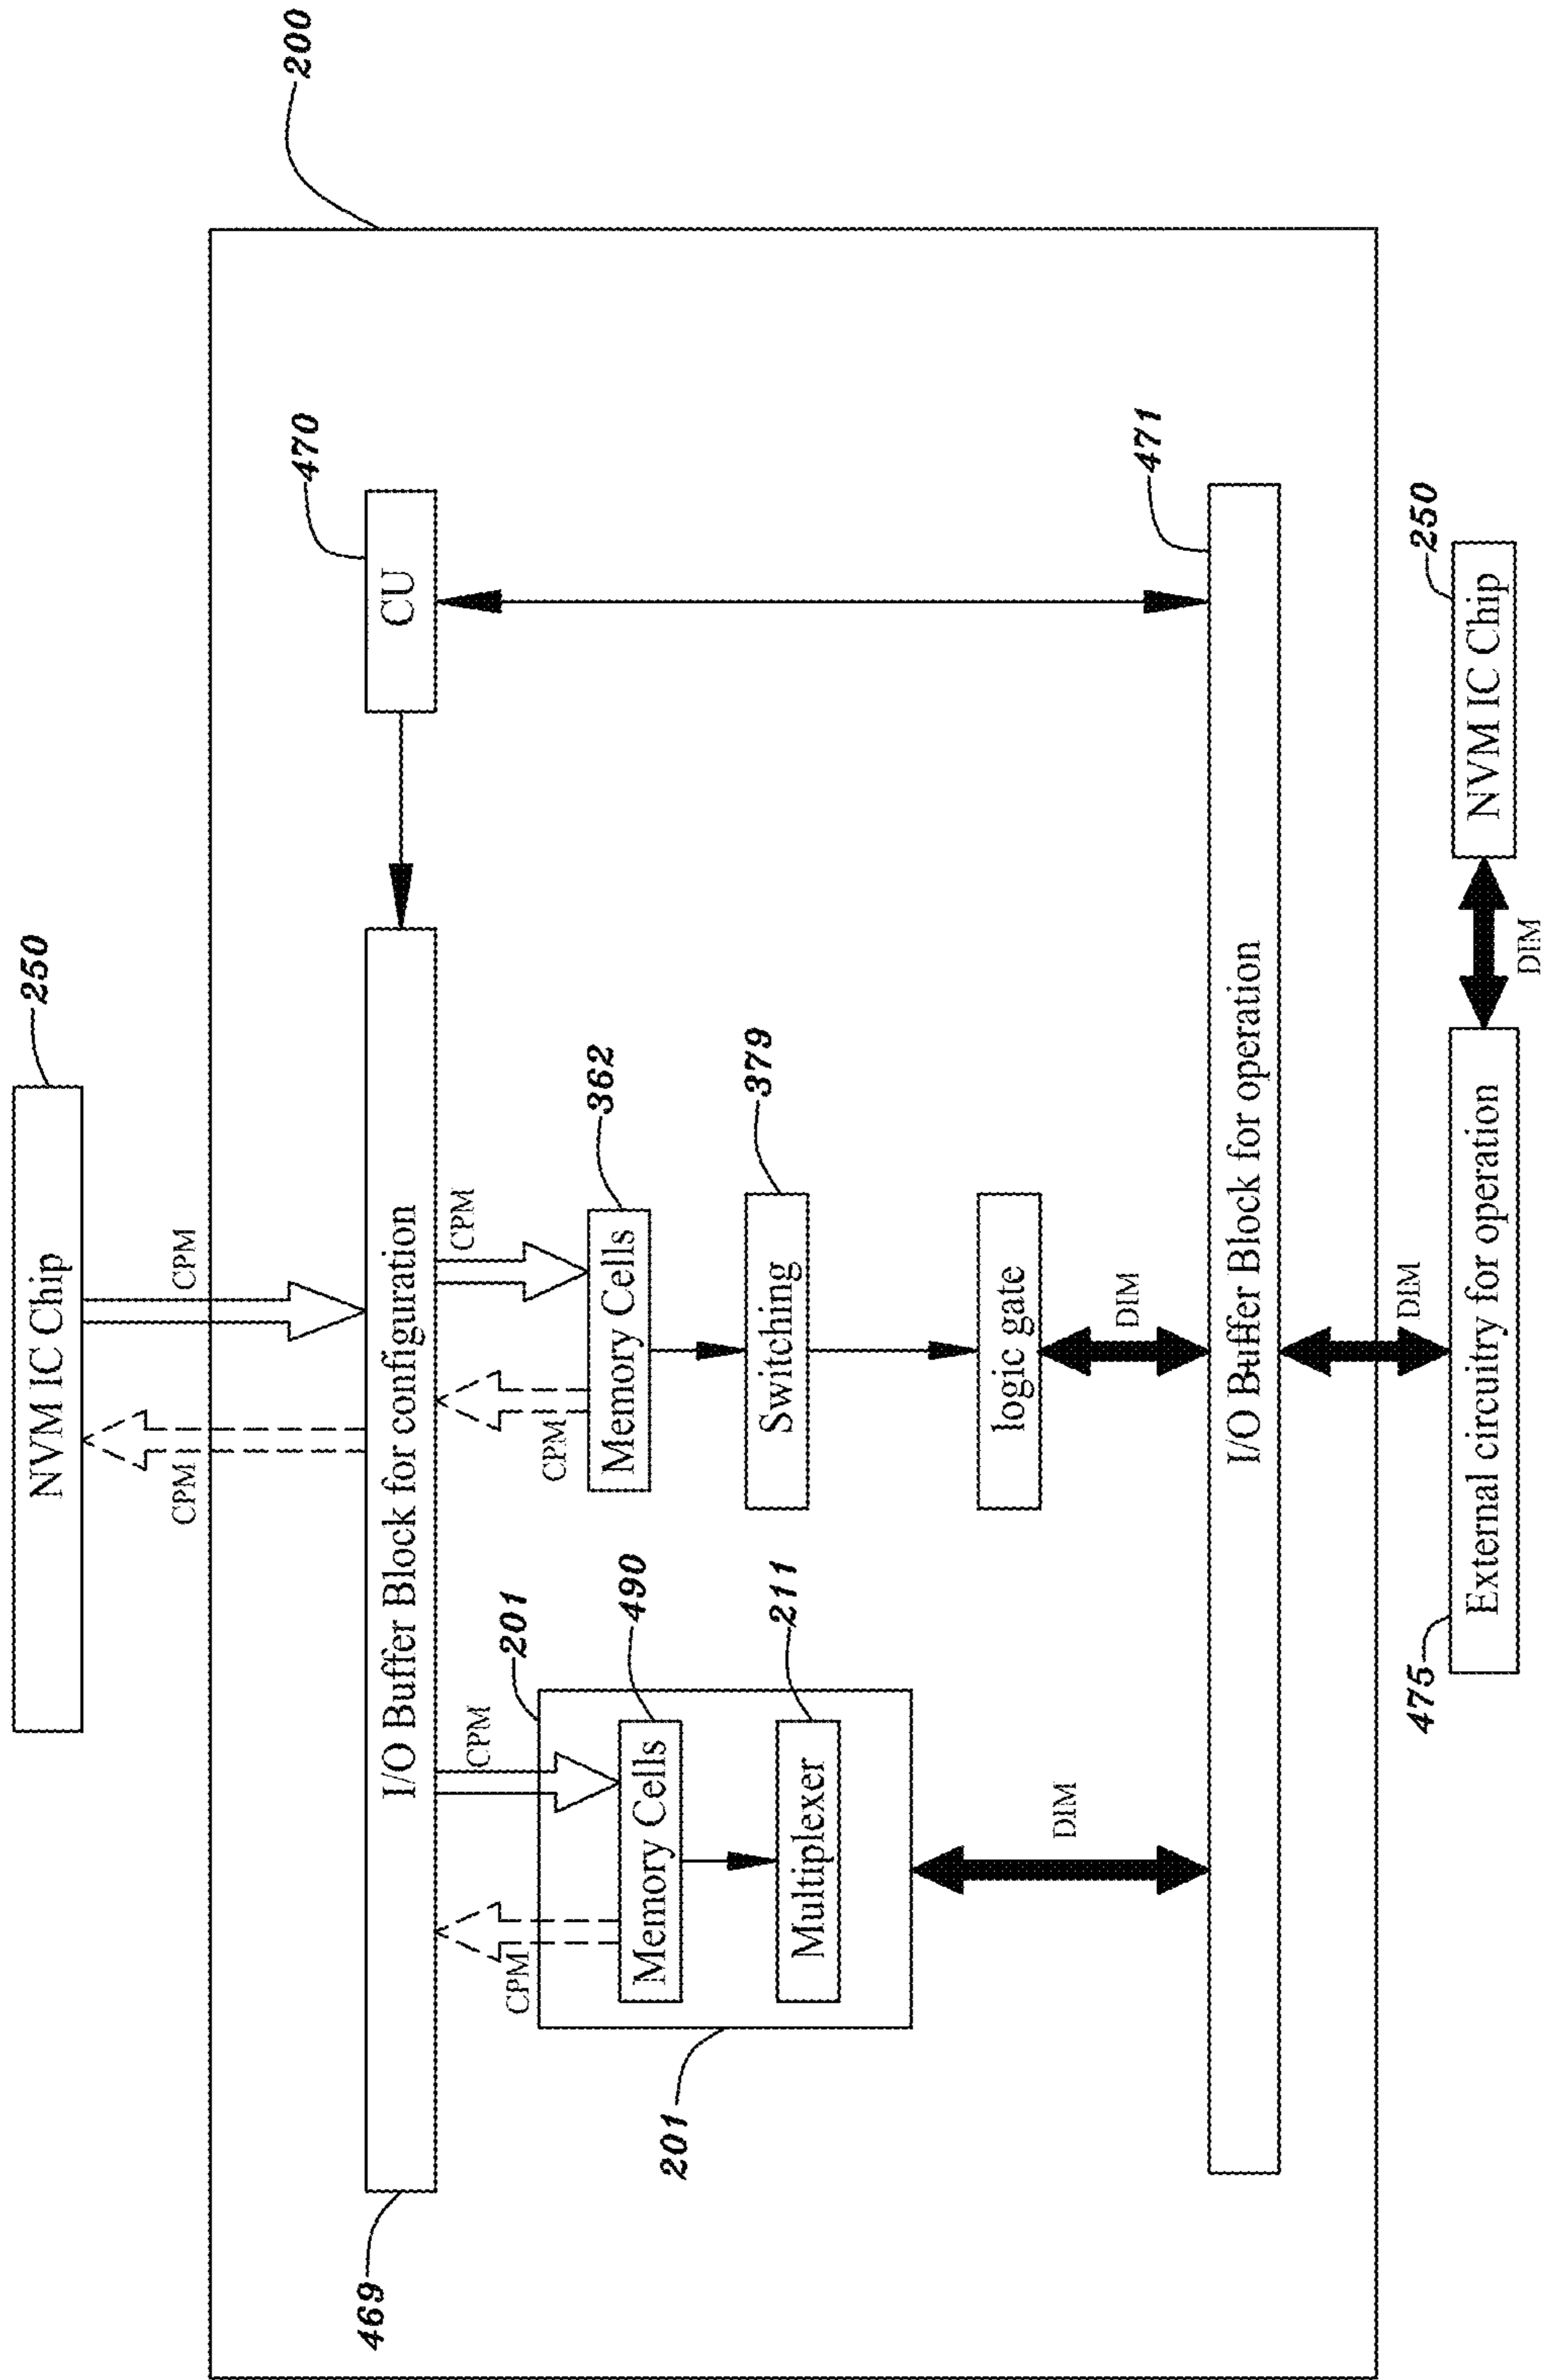 250
NVM IC Chip
CPM
CPM
200
469
I/O Buffer Block for configuration
470
CU
CPM
CPM
201
490
Memory Cells
211
Multiplexer
201
CPM
CPM
362
Memory Cells
379
Switching
logic gate
DIM
DIM
471
I/O Buffer Block for operation
DIM
475
External circuitry for operation
DIM
250
NVM IC Chip